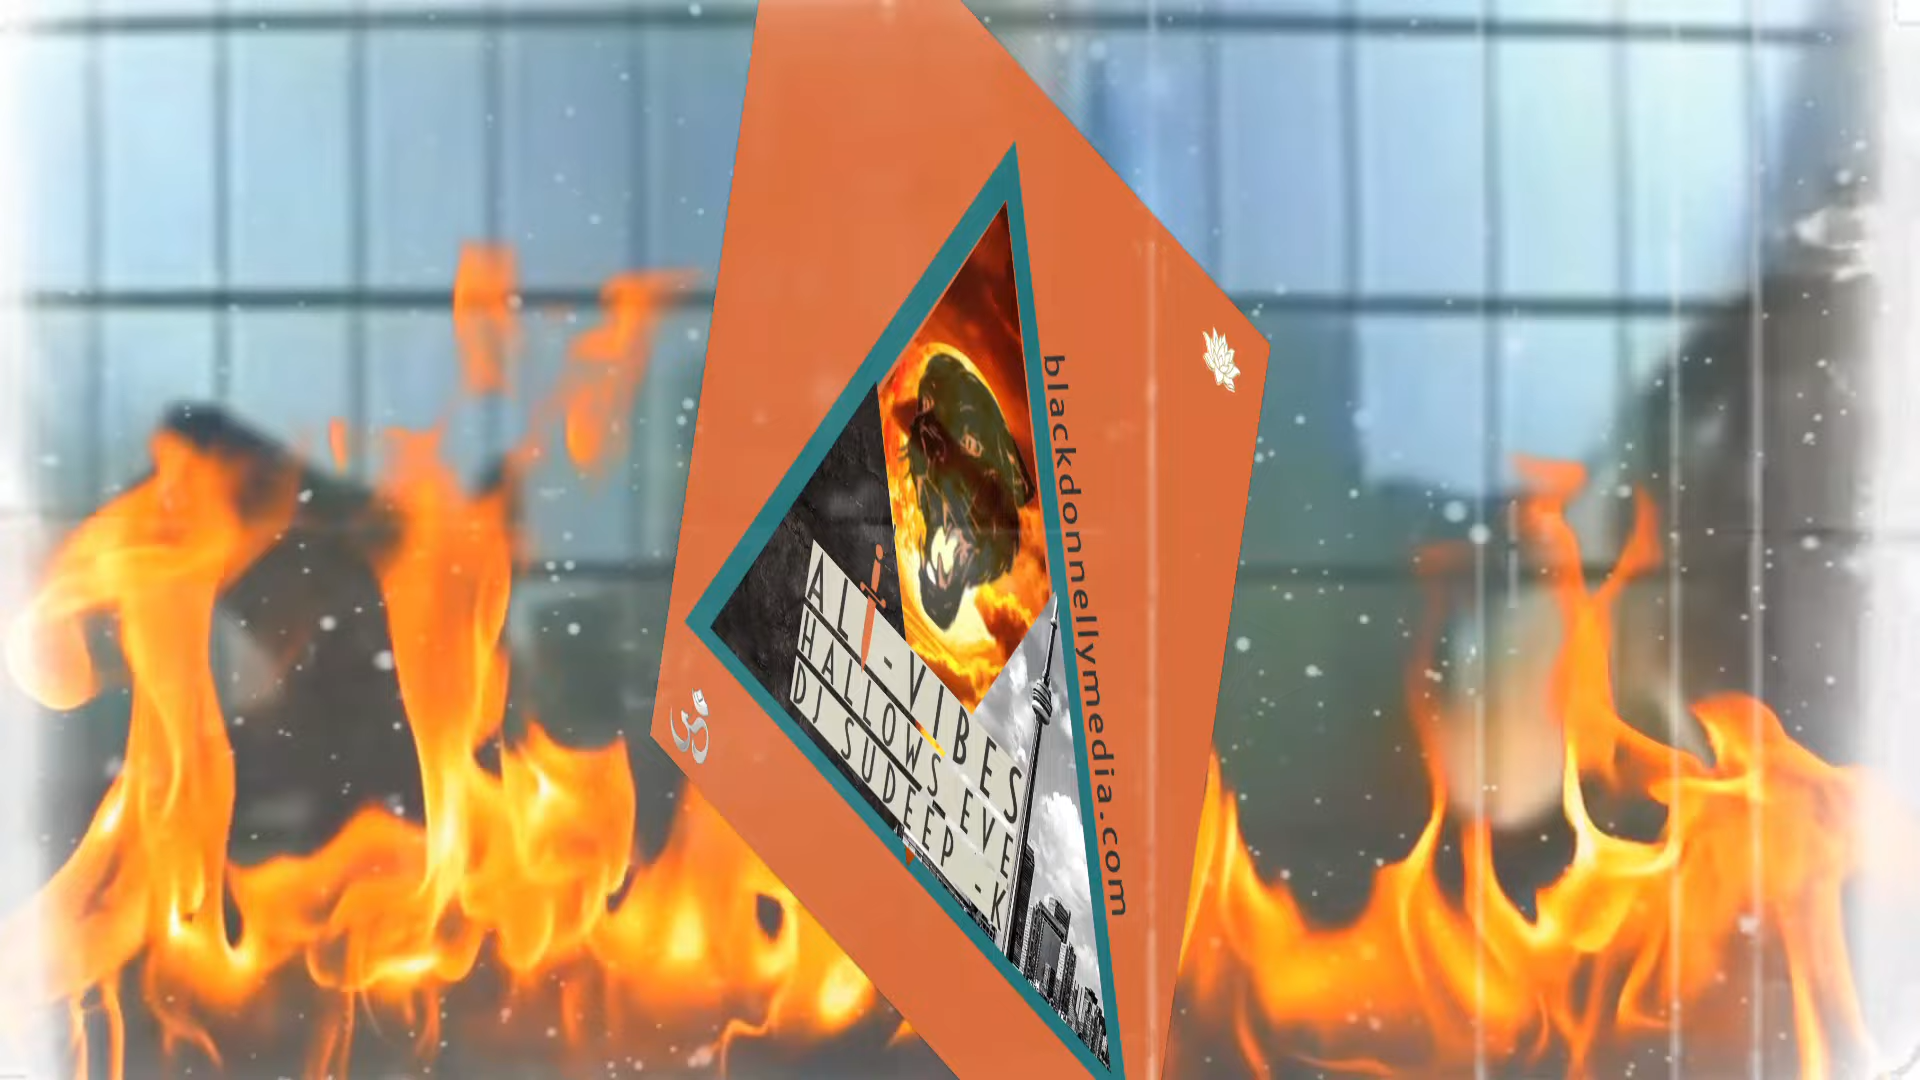 ALI-VIBES
HALLOWS EVE
DJ SUDEEP -K
blackdonnellymedia.com
ॐ